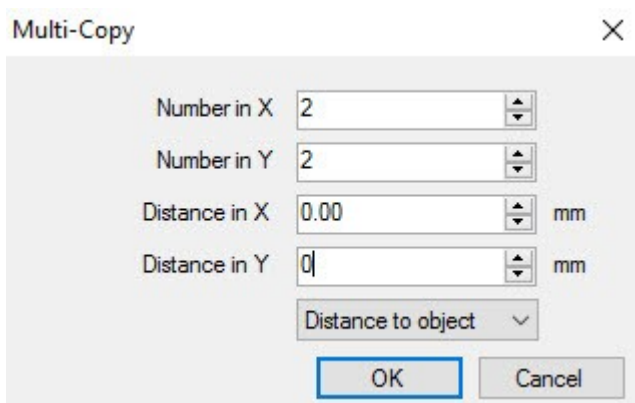 Multi-Copy
Number in X 2
Number in Y 2
Distance in X 0.00 mm
Distance in Y 0 mm
Distance to object
OK Cancel